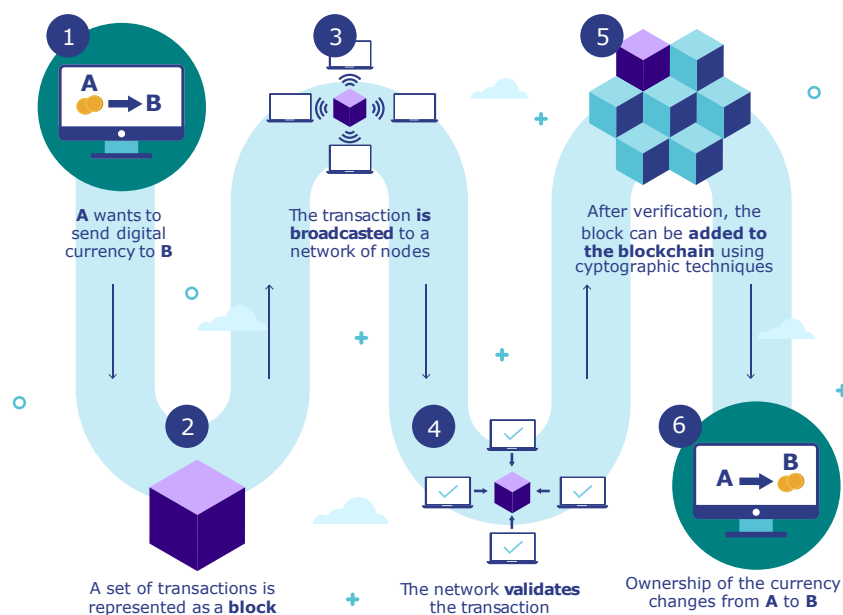 1
A
B
A wants to
send digital
currency to B
2
A set of transactions is
represented as a block
3
The transaction is
broadcasted to a
network of nodes
4
The network validates
the transaction
5
After verification, the
block can be added to
the blockchain using
cyptographic techniques
6
A
B
Ownership of the currency
changes from A to B